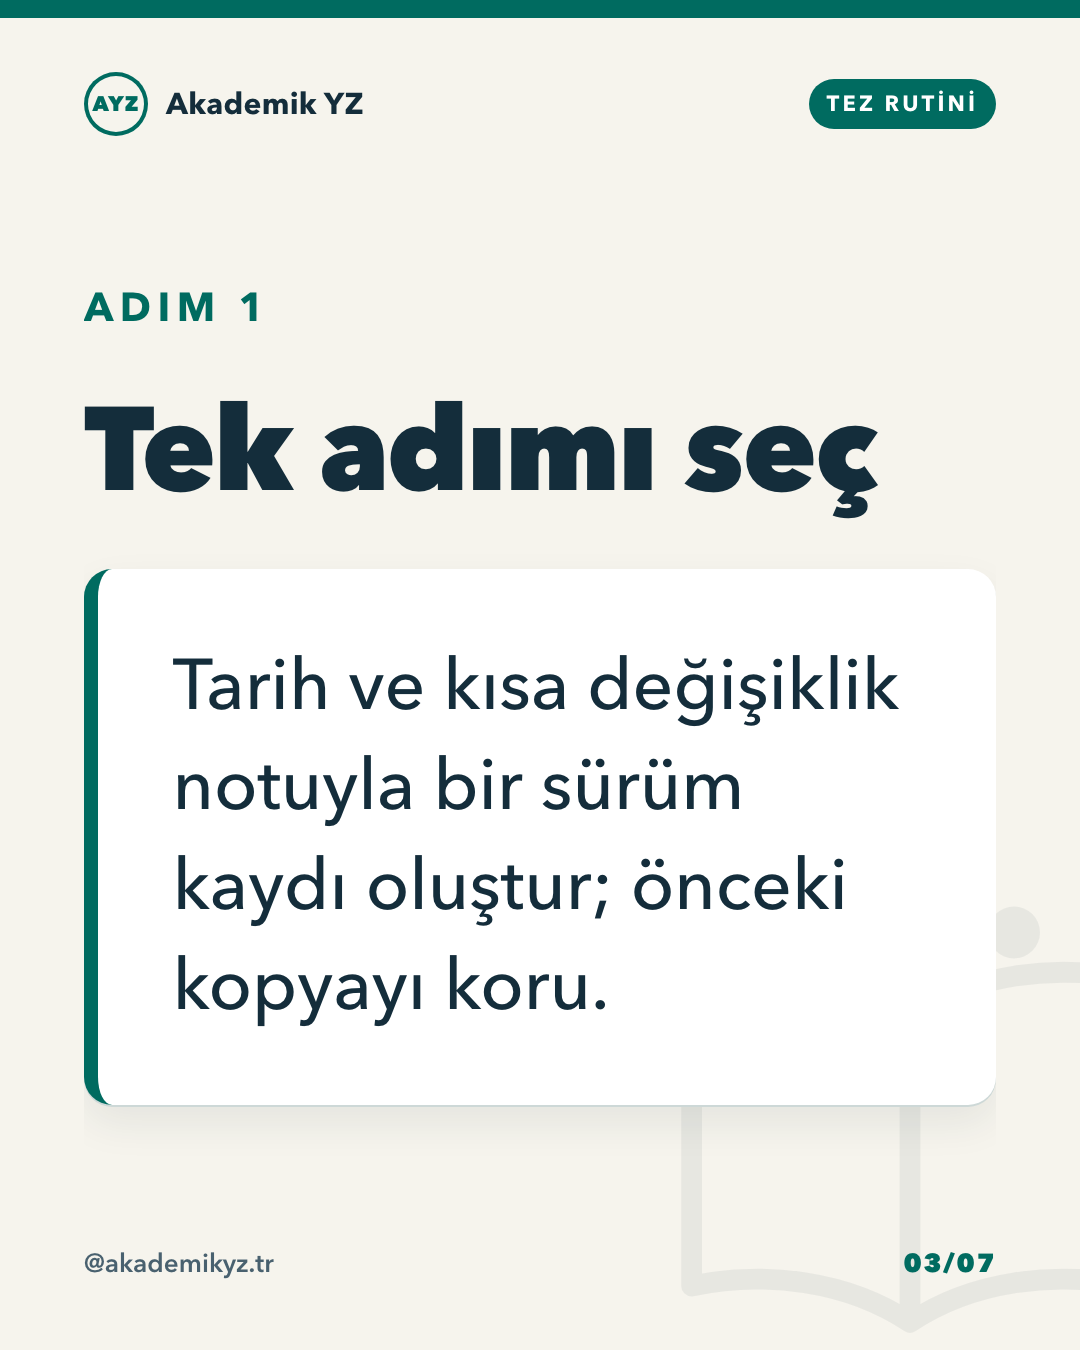 AYZ Akademik YZ
TEZ RUTİNİ
ADIM 1
Tek adımı seç
Tarih ve kısa değişiklik
notuyla bir sürüm
kaydı oluştur; önceki
kopyayı koru.
@akademikyz.tr
03/07